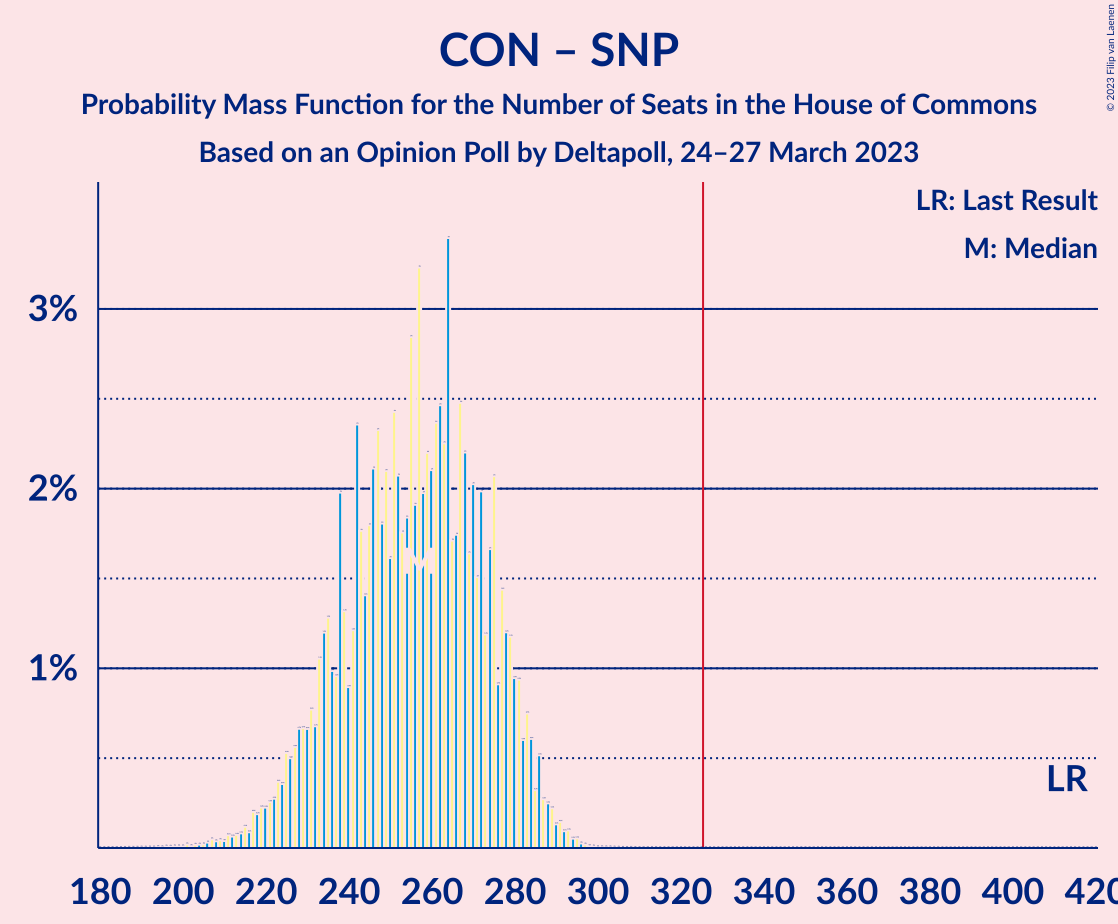 CON – SNP
Probability Mass Function for the Number of Seats in the House of Commons
Based on an Opinion Poll by Deltapoll, 24–27 March 2023
© 2023 Filip van Laenen
LR: Last Result
M: Median
3%
2%
1%
M
LR
180 200 220 240 260 280 300 320 340 360 380 400 420